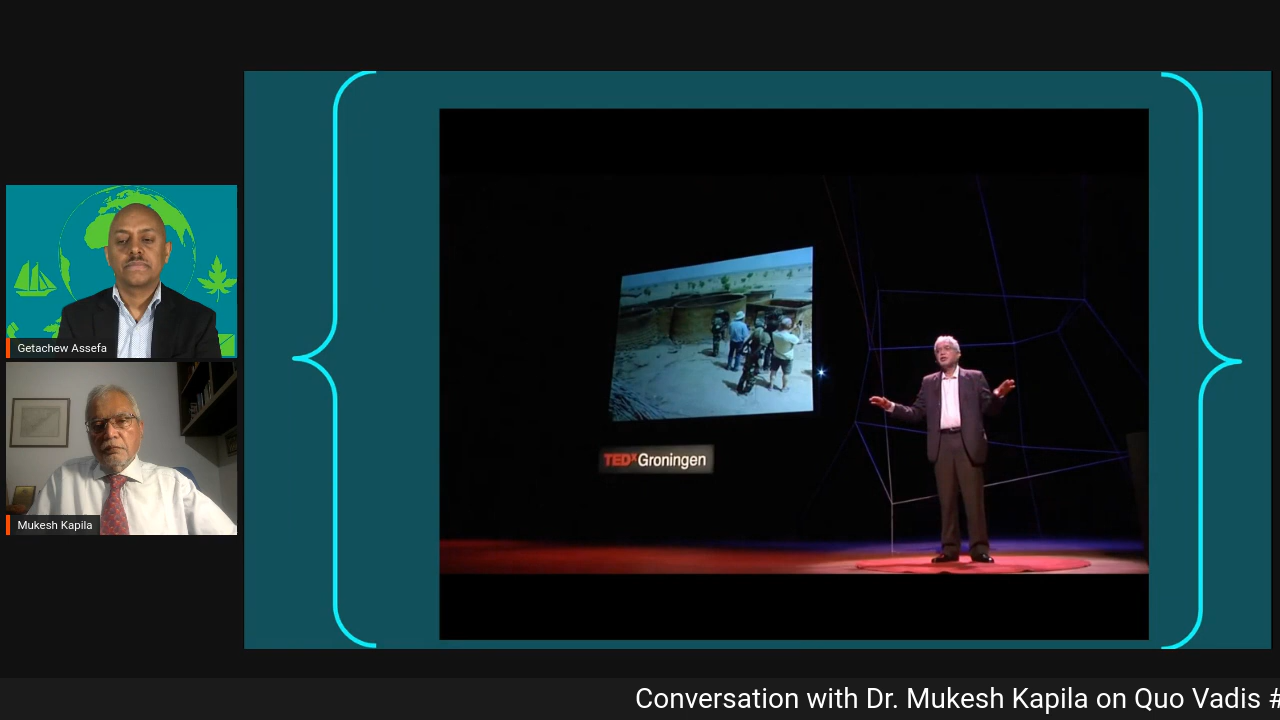 Getachew Assefa
Mukesh Kapila
TEDxGroningen
Conversation with Dr. Mukesh Kapila on Quo Vadis #